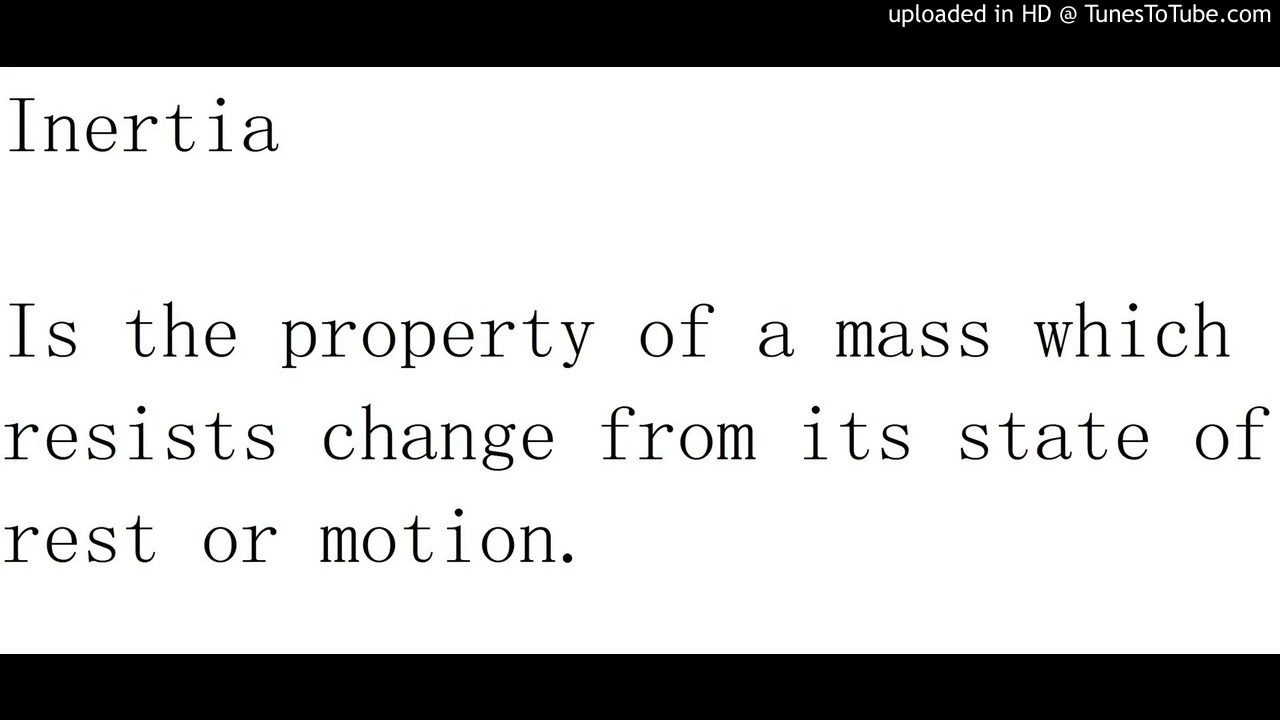 uploaded in HD @ TunesToTube.com
Inertia
Is the property of a mass which
resists change from its state of
rest or motion.